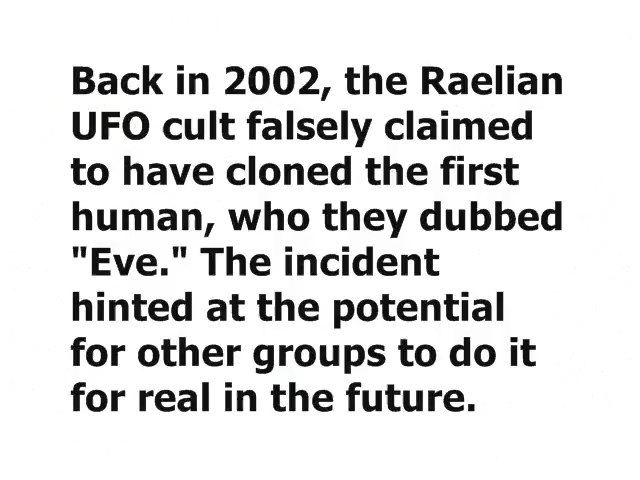 Back in 2002, the Raelian
UFO cult falsely claimed
to have cloned the first
human, who they dubbed
"Eve." The incident
hinted at the potential
for other groups to do it
for real in the future.